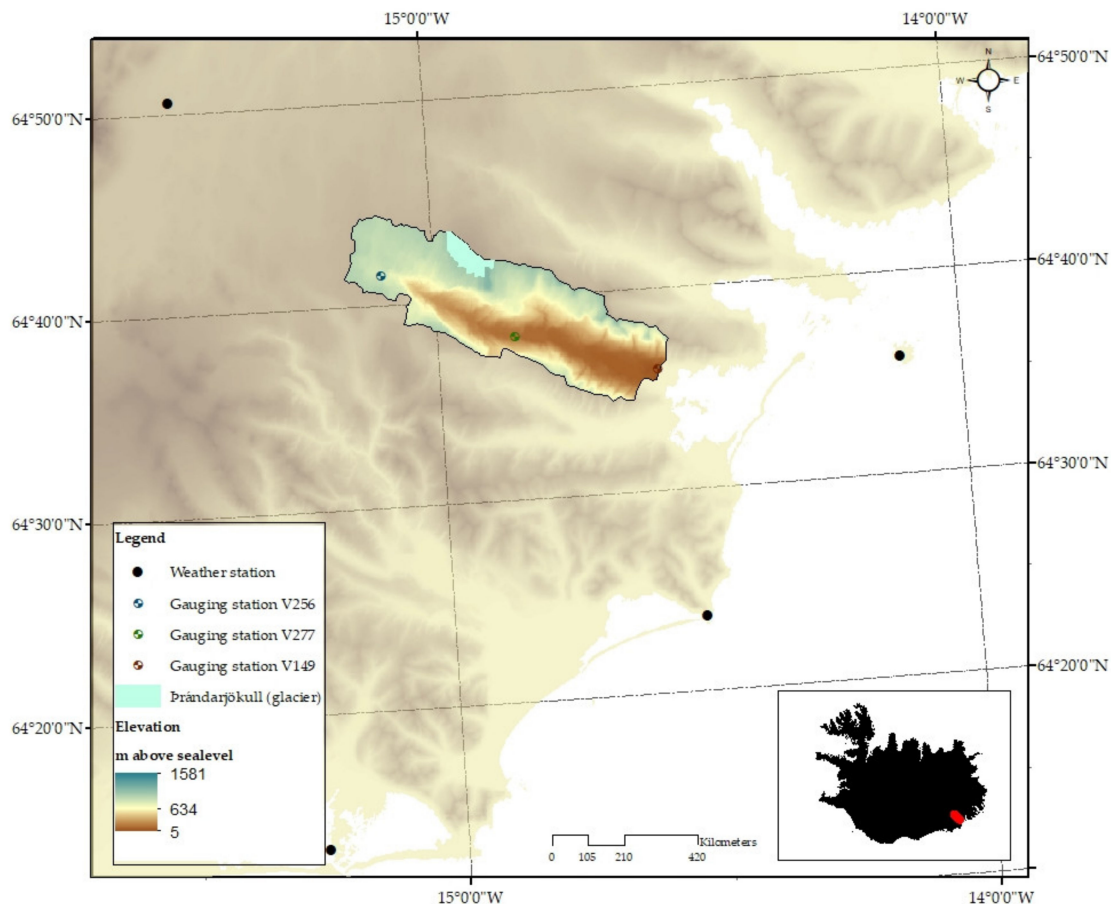 15°0'0"W 14°0'0"W
64°50'0"N
N
W E
S
64°50'0"N
64°40'0"N
64°40'0"N
64°30'0"N
64°30'0"N
64°20'0"N
64°20'0"N
Legend
Weather station
Gauging station V256
Gauging station V277
Gauging station V149
Þrándarjökull (glacier)
Elevation
m above sealevel
1581
634
5
Kilometers
0 105 210 420
15°0'0"W 14°0'0"W